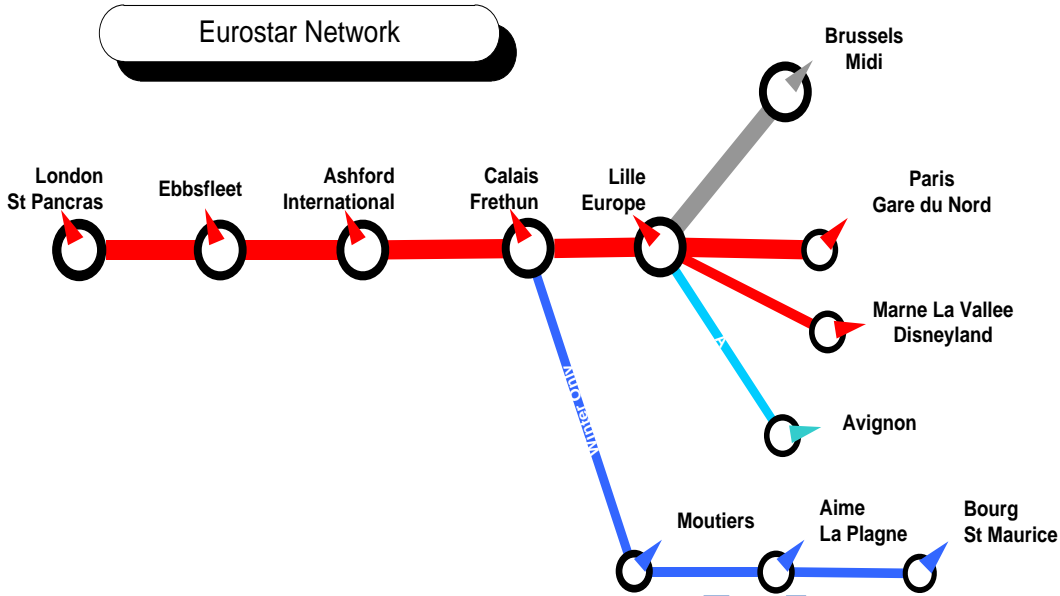 Eurostar Network
Brussels
Midi
London
St Pancras
Ebbsfleet
Ashford
International
Calais
Frethun
Lille
Europe
Paris
Gare du Nord
Marne La Vallee
Disneyland
A
Winter Only
Avignon
Moutiers
Aime
La Plagne
Bourg
St Maurice